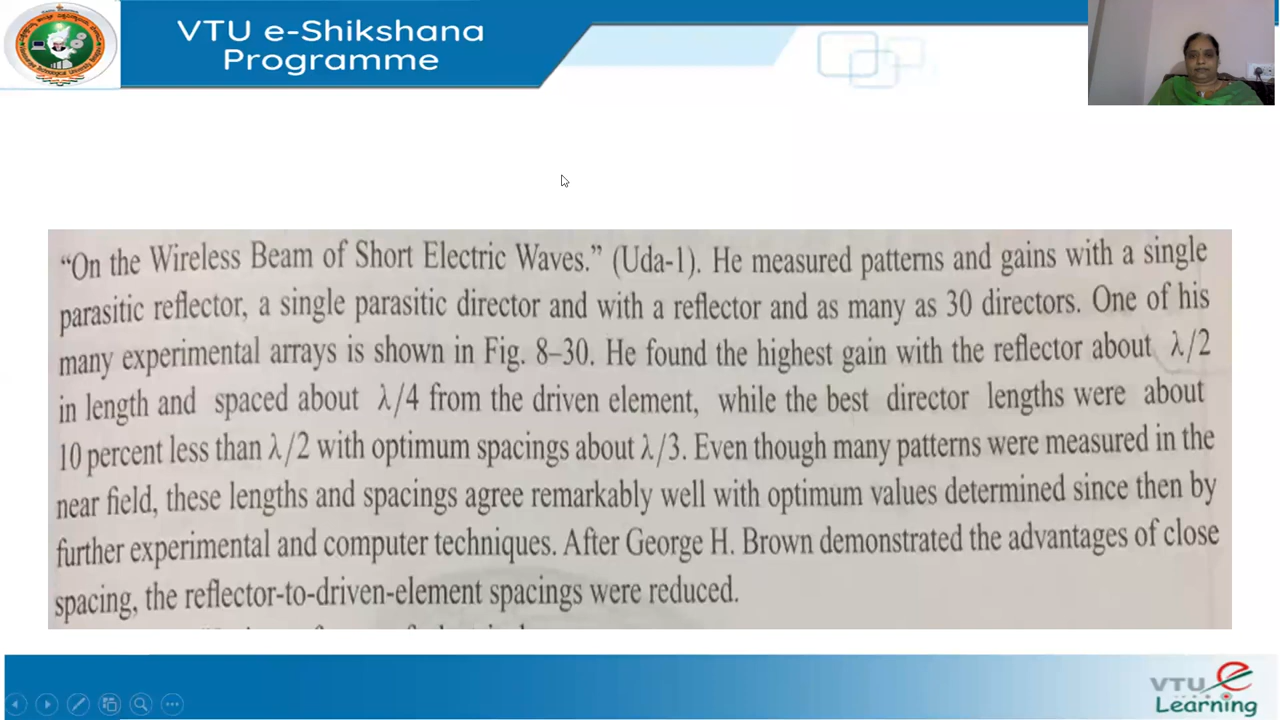 VTU e-Shikshana
Programme
“On the Wireless Beam of Short Electric Waves.” (Uda-1). He measured patterns and gains with a single
parasitic reflector, a single parasitic director and with a reflector and as many as 30 directors. One of his
many experimental arrays is shown in Fig. 8–30. He found the highest gain with the reflector about λ/2
in length and spaced about λ/4 from the driven element, while the best director lengths were about
10 percent less than λ/2 with optimum spacings about λ/3. Even though many patterns were measured in the
near field, these lengths and spacings agree remarkably well with optimum values determined since then by
further experimental and computer techniques. After George H. Brown demonstrated the advantages of close
spacing, the reflector-to-driven-element spacings were reduced.
VTU e
Learning